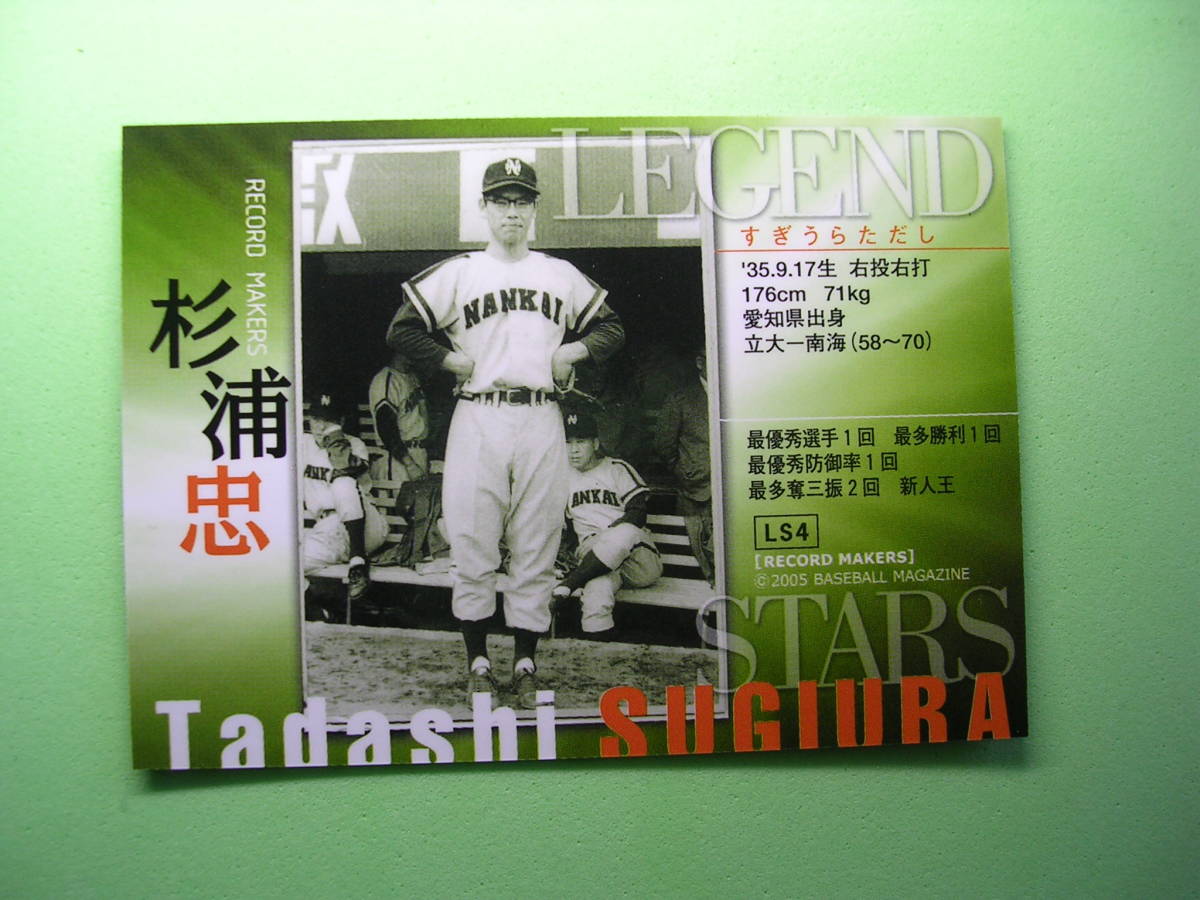 LEGEND
すぎうらただし
'35.9.17生 右投右打
176cm 71kg
愛知県出身
立大ー南海(58〜70)
最優秀選手1回 最多勝利1回
最優秀防御率1回
最多奪三振2回 新人王
LS4
[RECORD MAKERS]
©2005 BASEBALL MAGAZINE
STARS
RECORD MAKERS
杉浦忠
NANKAI
NANKAI
NANKAI
Tadashi SUGIURA